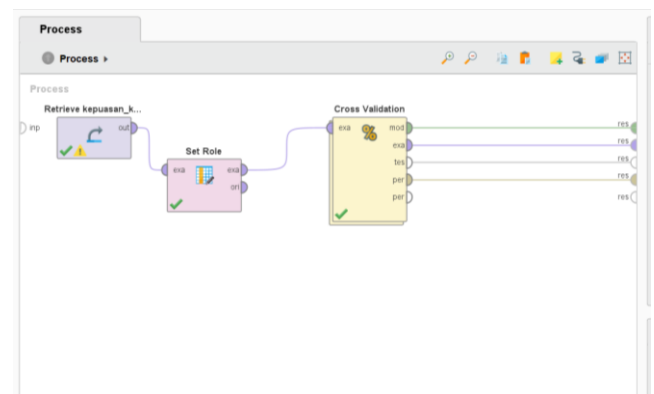 Process
Process
Process
Retrieve kepuasan_k...
Cross Validation
inp
out
exa
mod
res
Set Role
exa
res
exa
exa
tes
res
ori
per
res
per
res